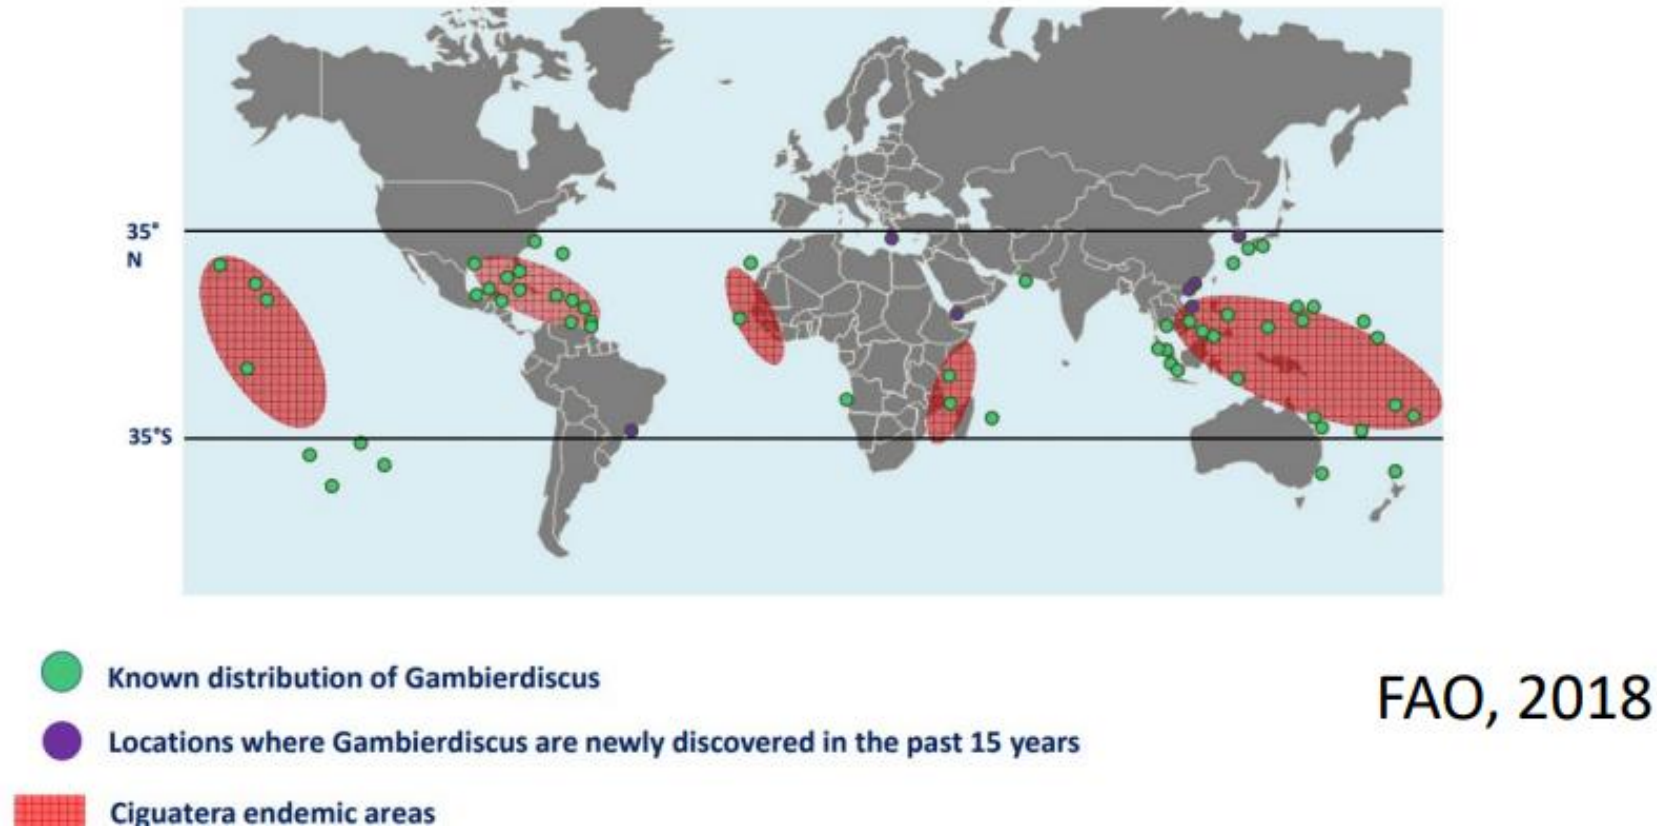 35°
N
35°S
Known distribution of Gambierdiscus
FAO, 2018
Locations where Gambierdiscus are newly discovered in the past 15 years
Ciguatera endemic areas